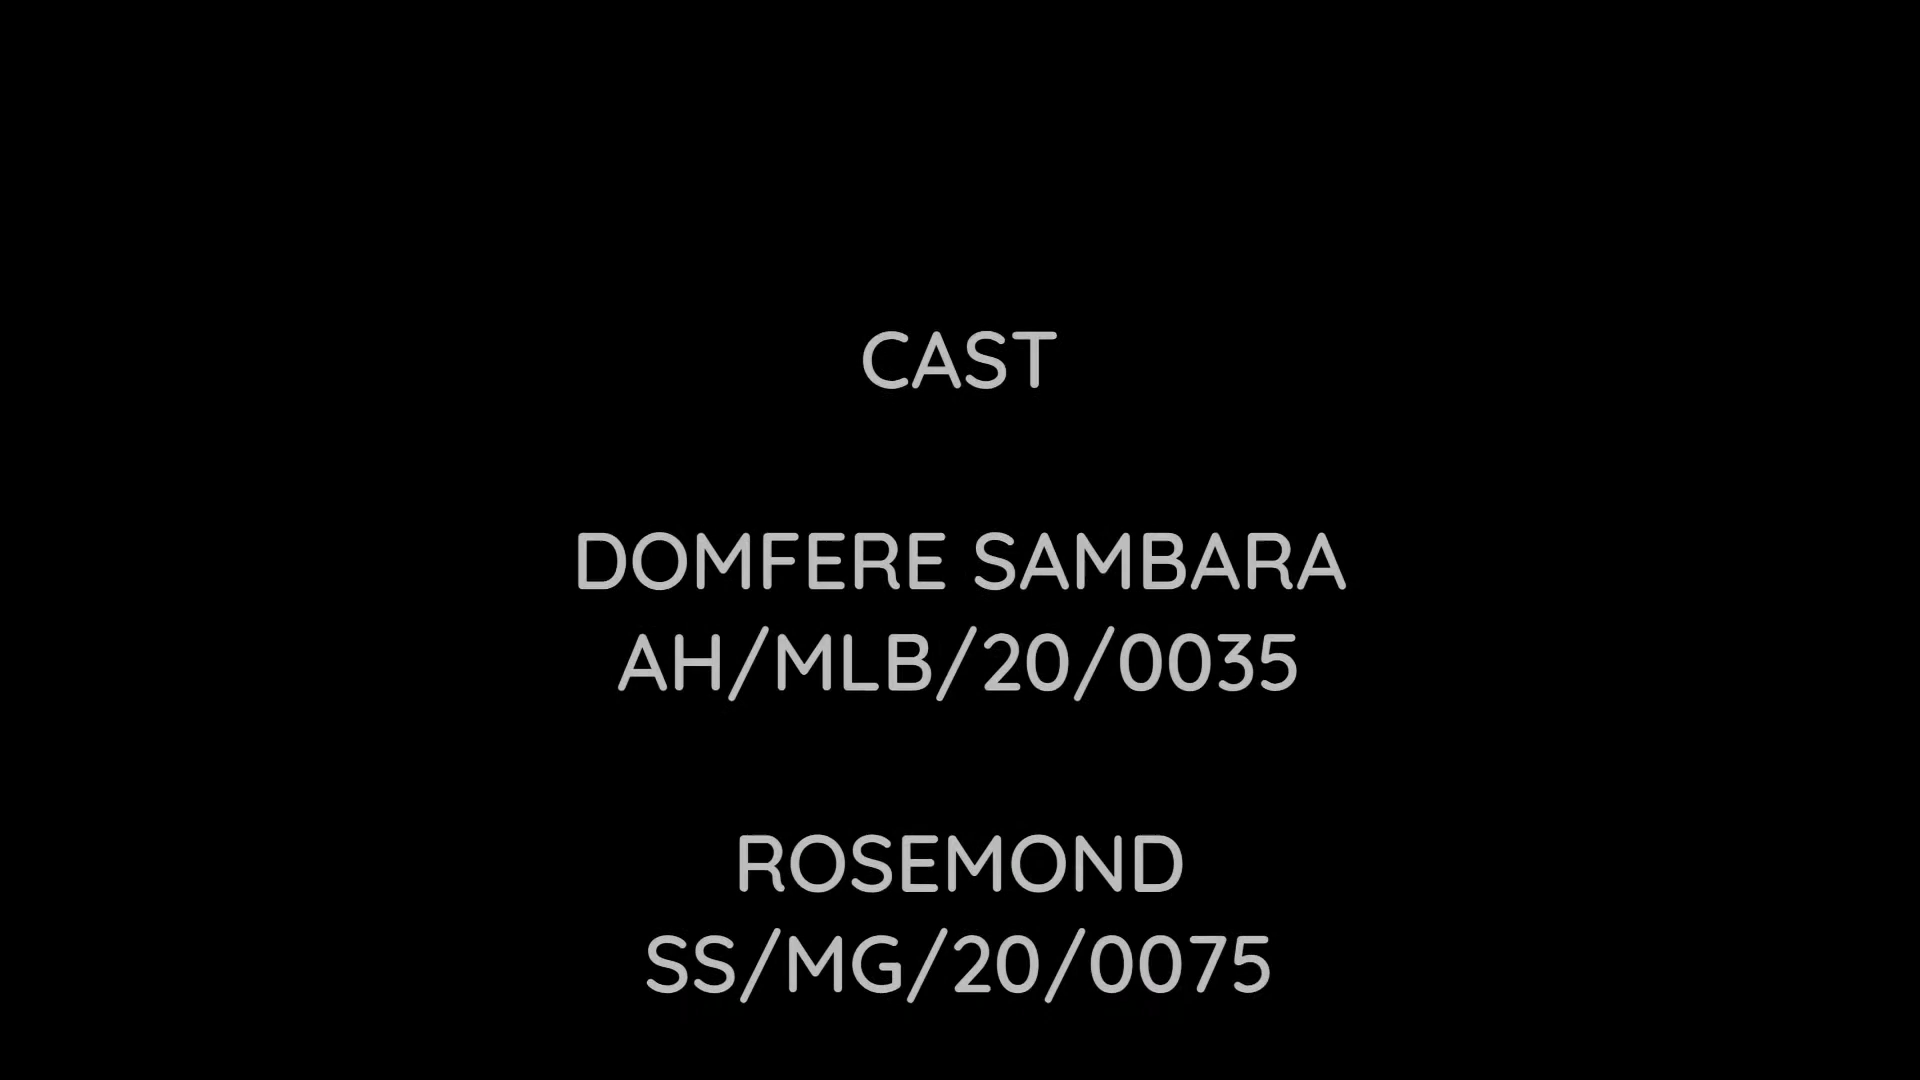 CAST
DOMFERE SAMBARA
AH/MLB/20/0035
ROSEMOND
SS/MG/20/0075